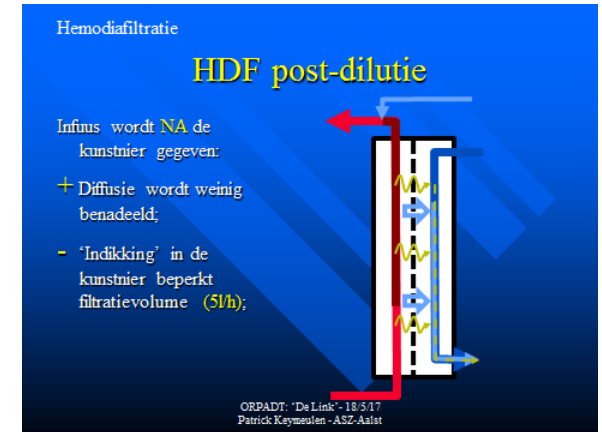 Hemodiafiltratie
HDF post-dilutie
Infuus wordt NA de
kunstnier gegeven:
+ Diffusie wordt weinig
benadeeld;
- ‘Indikking’ in de
kunstnier beperkt
filtratievolume (5l/h);
ORPADT: ‘De Link’- 18/5/17
Patrick Keymeulen - ASZ-Aalst